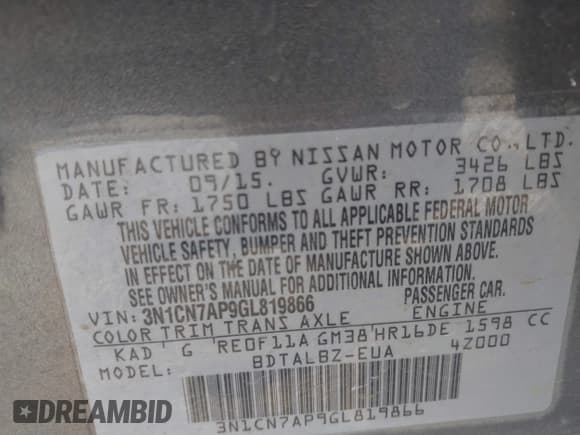 MANUFACTURED BY NISSAN MOTOR CO.,LTD.
DATE: 09/15. GVWR: 3426 LBS
GAWR FR: 1750 LBS GAWR RR: 1708 LBS
THIS VEHICLE CONFORMS TO ALL APPLICABLE FEDERAL MOTOR
VEHICLE SAFETY, BUMPER AND THEFT PREVENTION STANDARDS
IN EFFECT ON THE DATE OF MANUFACTURE SHOWN ABOVE.
SEE OWNER'S MANUAL FOR ADDITIONAL INFORMATION.
VIN: 3N1CN7AP9GL819866 PASSENGER CAR.
COLOR TRIM TRANS AXLE ENGINE
KAD G RE0F11A GM38 HR16DE 1598 CC
MODEL: BDTALBZ-EUA 4Z000
3N1CN7AP9GL819866
DREAMBID.COM